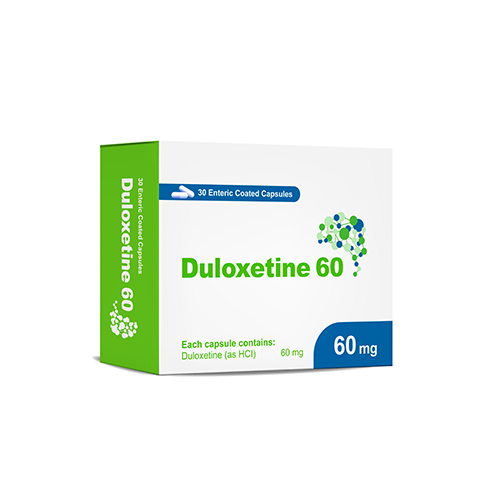 30 Enteric Coated Capsules
Duloxetine 60
30 Enteric Coated Capsules
Duloxetine 60
Each capsule contains:
Duloxetine (as HCl) 60 mg
60 mg